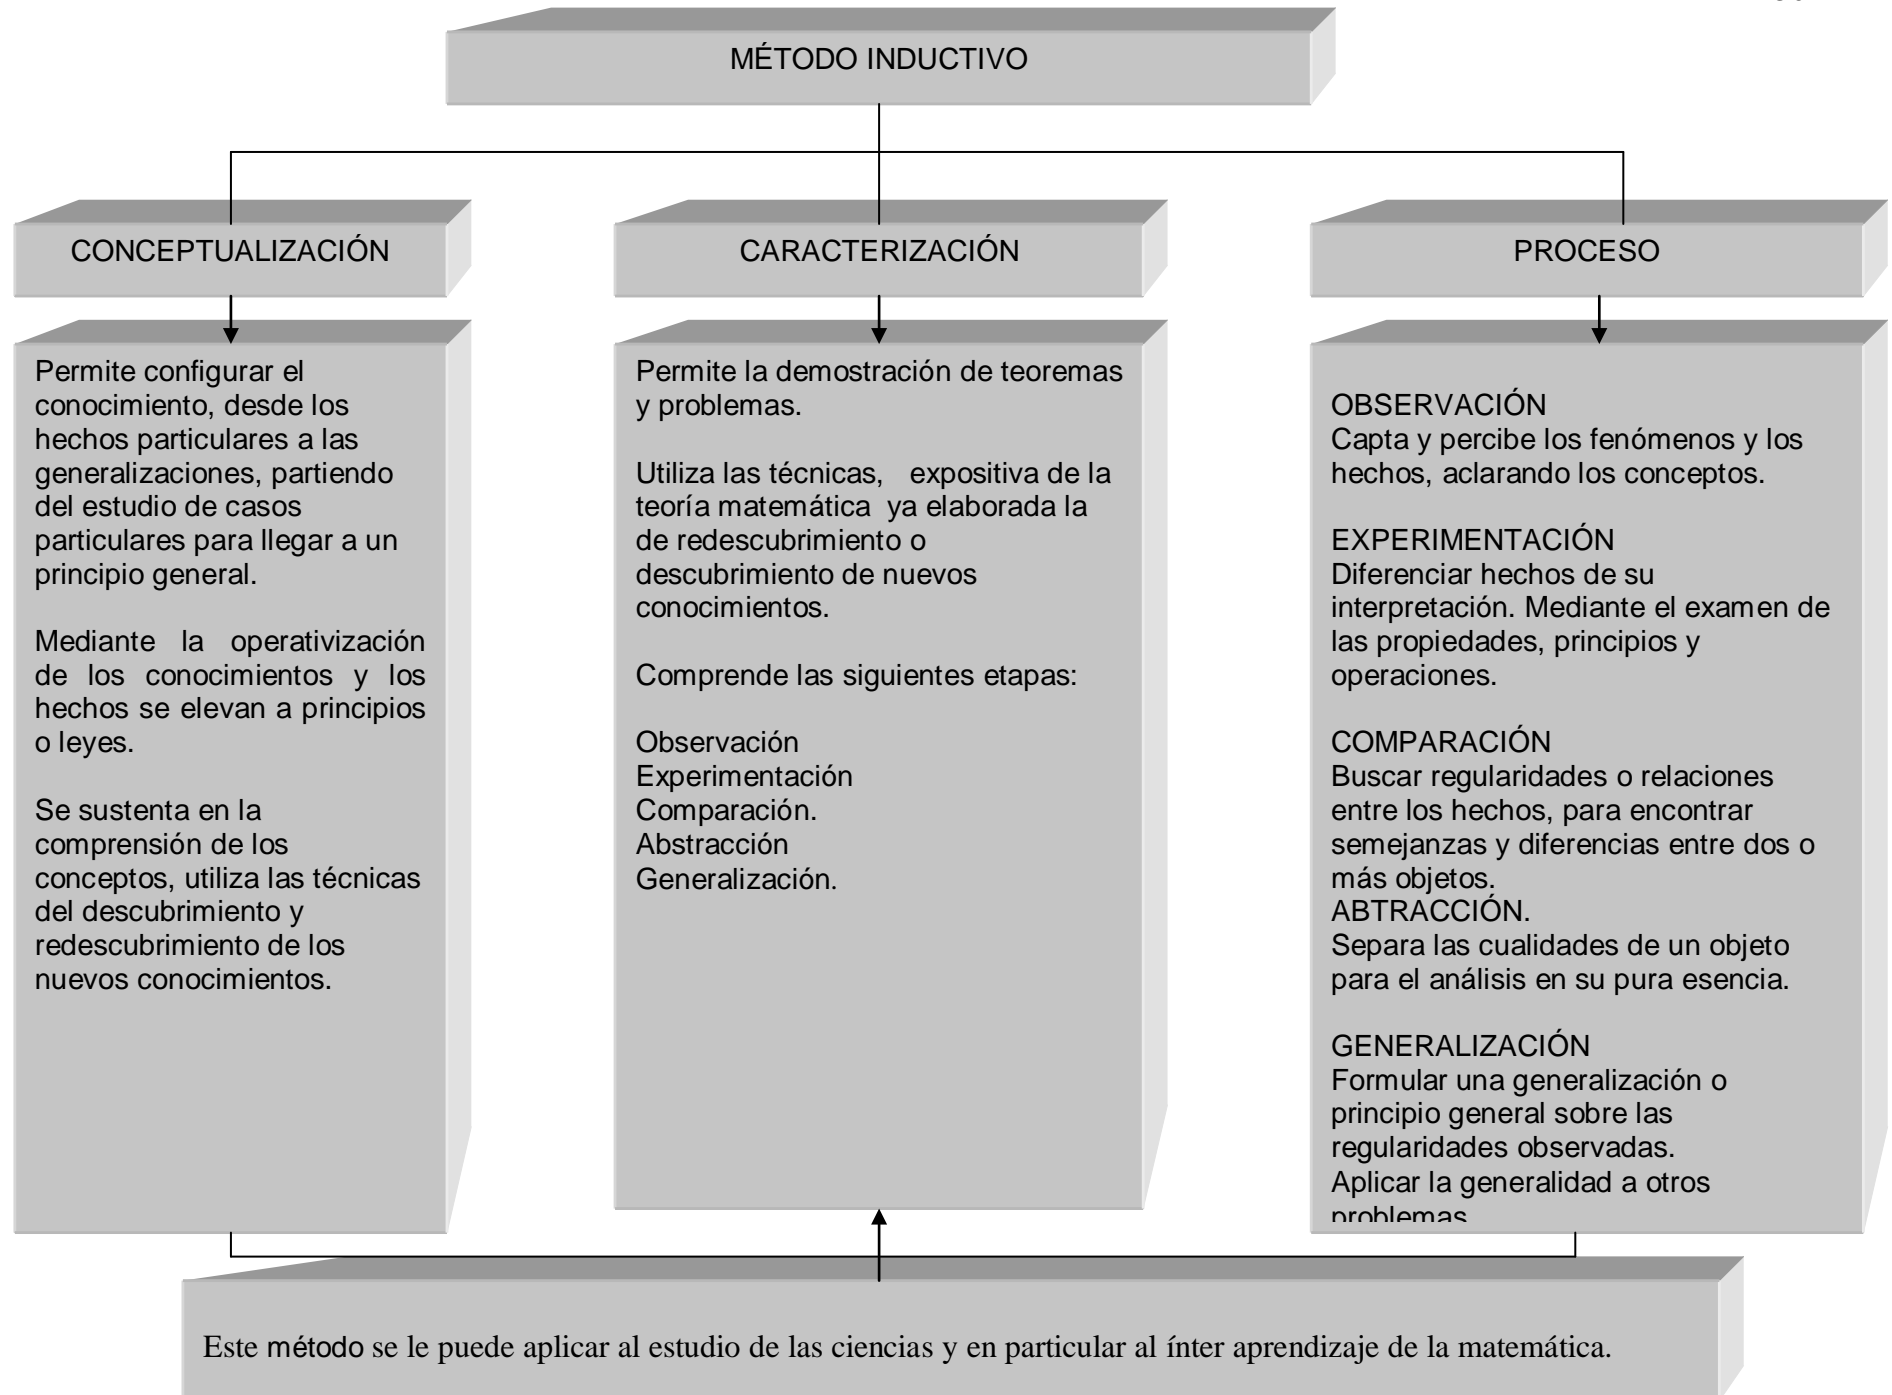 MÉTODO INDUCTIVO
CONCEPTUALIZACIÓN
Permite configurar el
conocimiento, desde los
hechos particulares a las
generalizaciones, partiendo
del estudio de casos
particulares para llegar a un
principio general.
Mediante la operativización
de los conocimientos y los
hechos se elevan a principios
o leyes.
Se sustenta en la
comprensión de los
conceptos, utiliza las técnicas
del descubrimiento y
redescubrimiento de los
nuevos conocimientos.
CARACTERIZACIÓN
Permite la demostración de teoremas
y problemas.
Utiliza las técnicas, expositiva de la
teoría matemática ya elaborada la
de redescubrimiento o
descubrimiento de nuevos
conocimientos.
Comprende las siguientes etapas:
Observación
Experimentación
Comparación.
Abstracción
Generalización.
PROCESO
OBSERVACIÓN
Capta y percibe los fenómenos y los
hechos, aclarando los conceptos.
EXPERIMENTACIÓN
Diferenciar hechos de su
interpretación. Mediante el examen de
las propiedades, principios y
operaciones.
COMPARACIÓN
Buscar regularidades o relaciones
entre los hechos, para encontrar
semejanzas y diferencias entre dos o
más objetos.
ABTRACCIÓN.
Separa las cualidades de un objeto
para el análisis en su pura esencia.
GENERALIZACIÓN
Formular una generalización o
principio general sobre las
regularidades observadas.
Aplicar la generalidad a otros
problemas
Este método se le puede aplicar al estudio de las ciencias y en particular al ínter aprendizaje de la matemática.